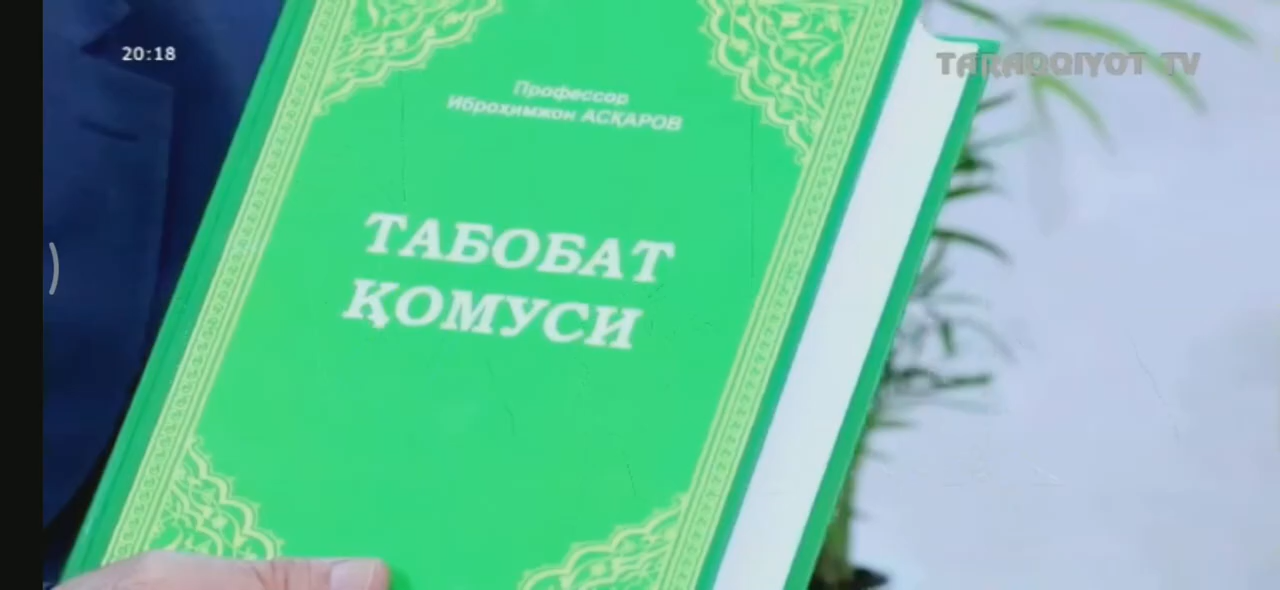 20:18
TARAQQIYOT TV
Профессор
Иброҳимжон АСҚАРОВ
ТАБОБАТ
ҚОМУСИ